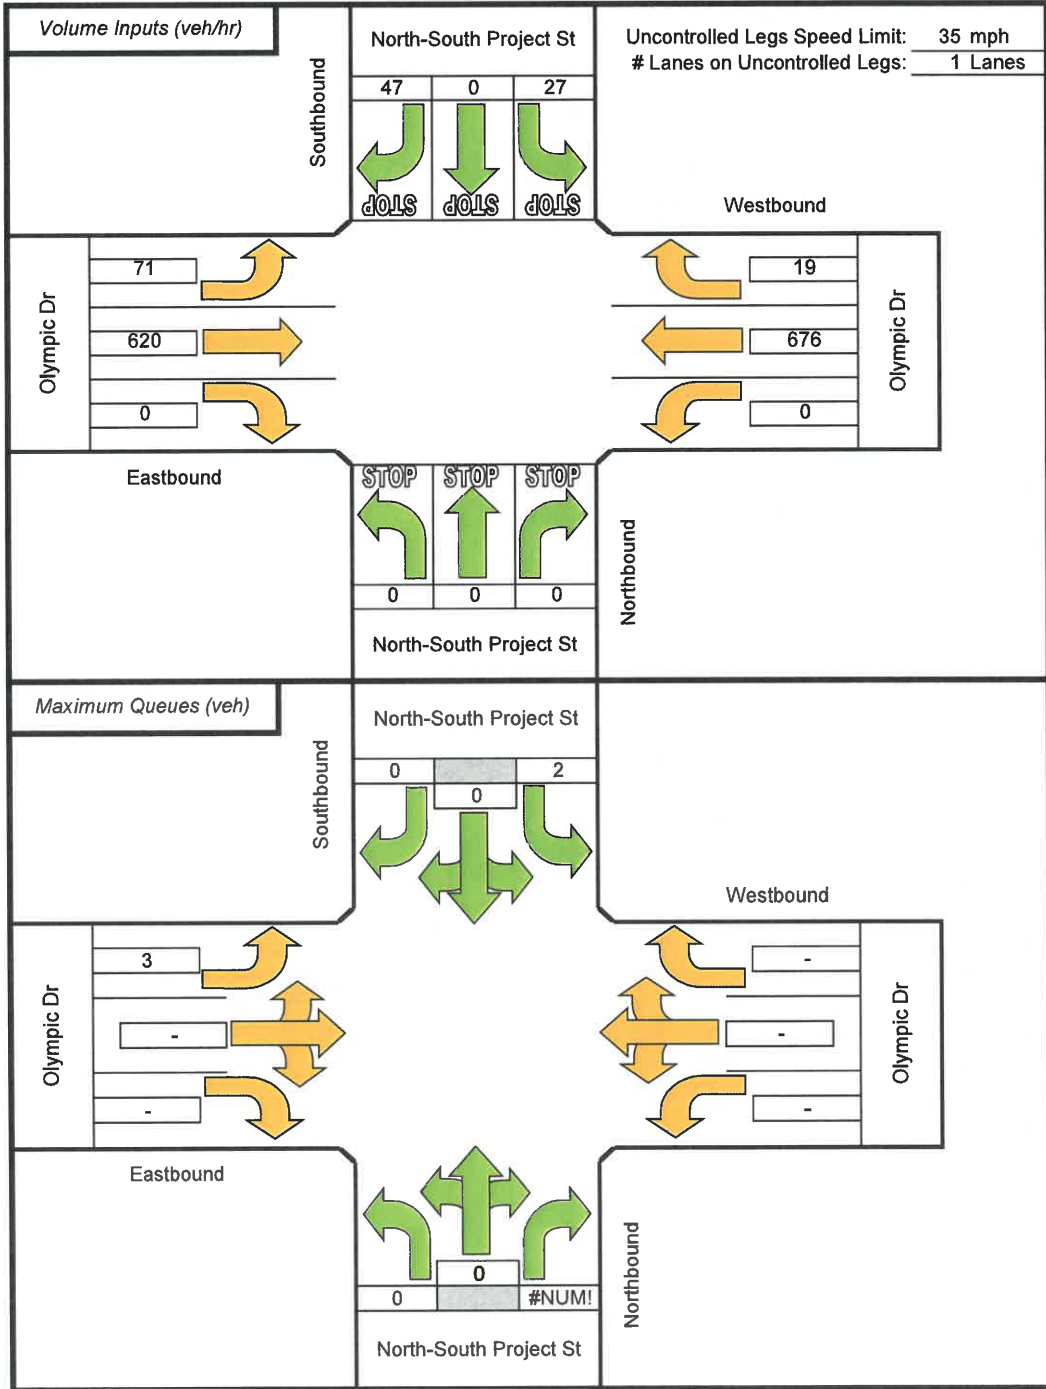 Volume Inputs (veh/hr)
North-South Project St
Uncontrolled Legs Speed Limit: 35 mph
# Lanes on Uncontrolled Legs: 1 Lanes
Southbound
47 0 27
STOP STOP STOP
Westbound
Olympic Dr
71
620
0
19
676
0
Olympic Dr
Eastbound
STOP STOP STOP
Northbound
0 0 0
North-South Project St
Maximum Queues (veh)
North-South Project St
Southbound
0 2
0
Westbound
Olympic Dr
3
-
-
-
-
-
Olympic Dr
Eastbound
Northbound
0
0 #NUM!
North-South Project St